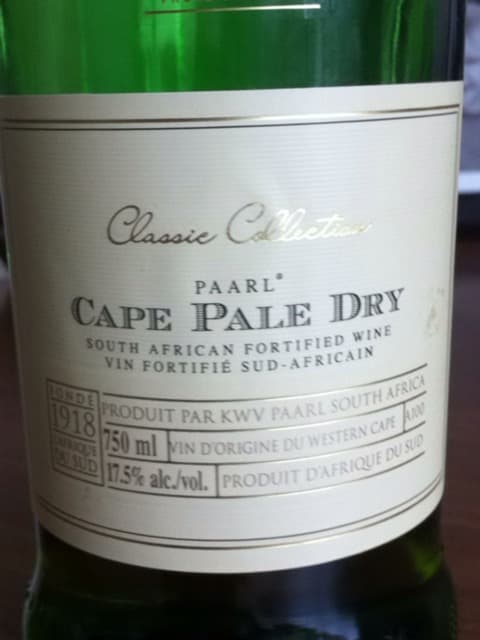 Classic Collection
PAARL®
CAPE PALE DRY
SOUTH AFRICAN FORTIFIED WINE
VIN FORTIFIÉ SUD-AFRICAIN
FONDÉ
1918
L'AFRIQUE
DU SUD
PRODUIT PAR KWV PAARL SOUTH AFRICA
750 ml
VIN D'ORIGINE DU WESTERN CAPE
A100
17.5% alc./vol.
PRODUIT D'AFRIQUE DU SUD